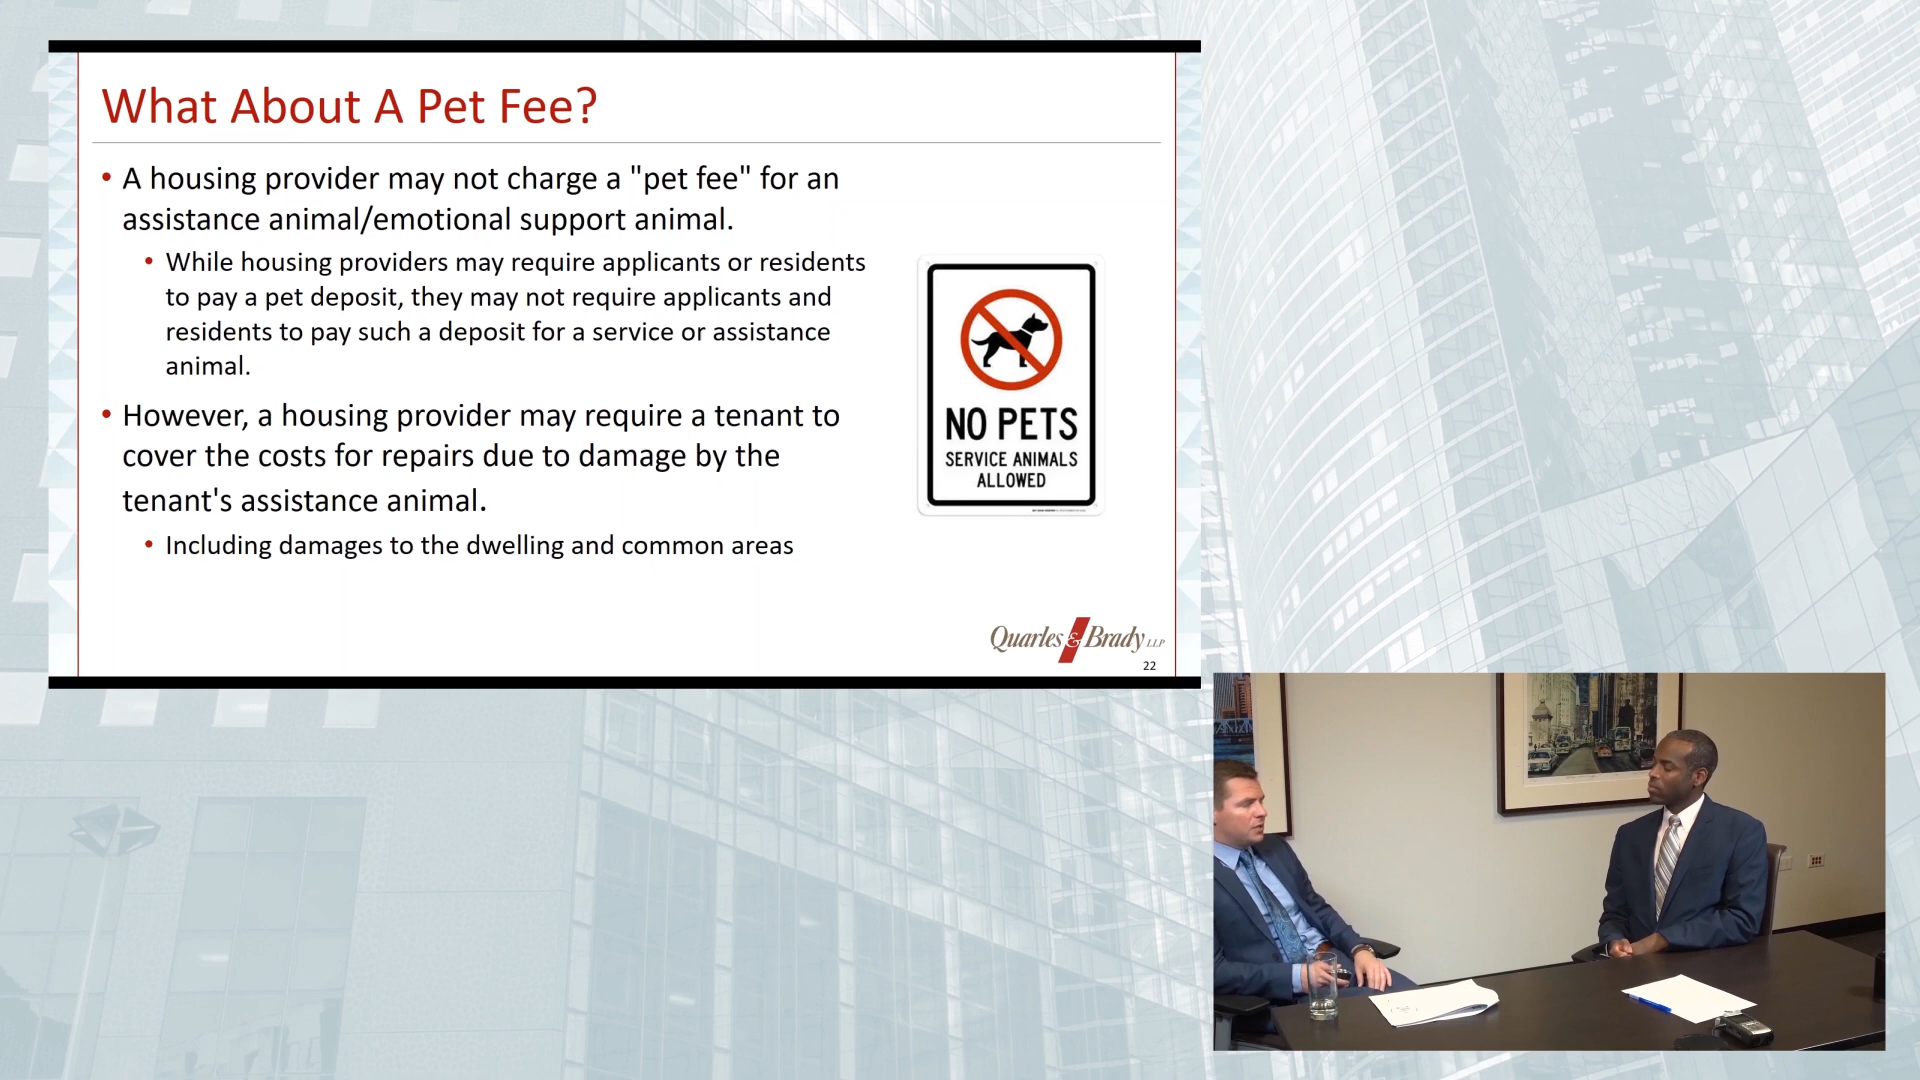 What About A Pet Fee?
• A housing provider may not charge a "pet fee" for an
assistance animal/emotional support animal.
• While housing providers may require applicants or residents
to pay a pet deposit, they may not require applicants and
residents to pay such a deposit for a service or assistance
animal.
• However, a housing provider may require a tenant to
cover the costs for repairs due to damage by the
tenant's assistance animal.
• Including damages to the dwelling and common areas
NO PETS
SERVICE ANIMALS
ALLOWED
Quarles & Brady LLP
22